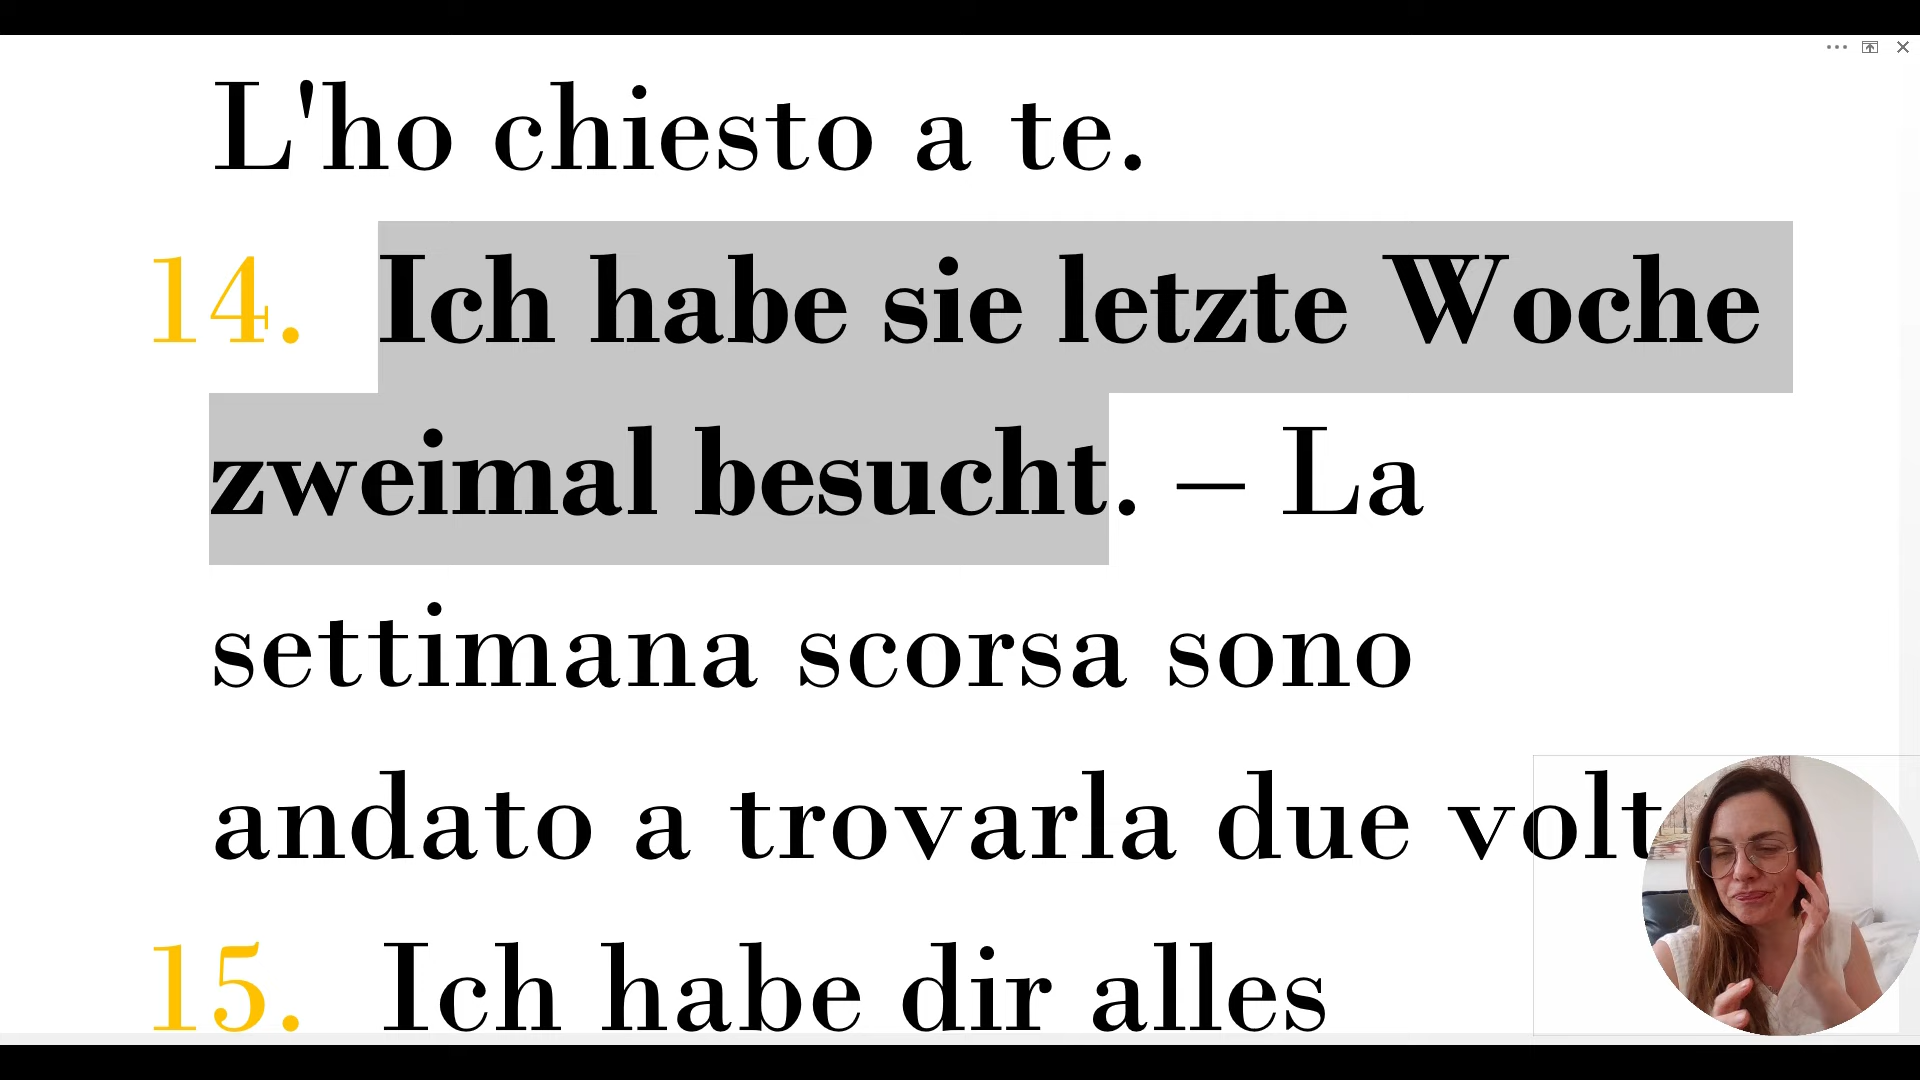 L'ho chiesto a te.
14. Ich habe sie letzte Woche
zweimal besucht. – La
settimana scorsa sono
andato a trovarla due
15. Ich habe dir alles